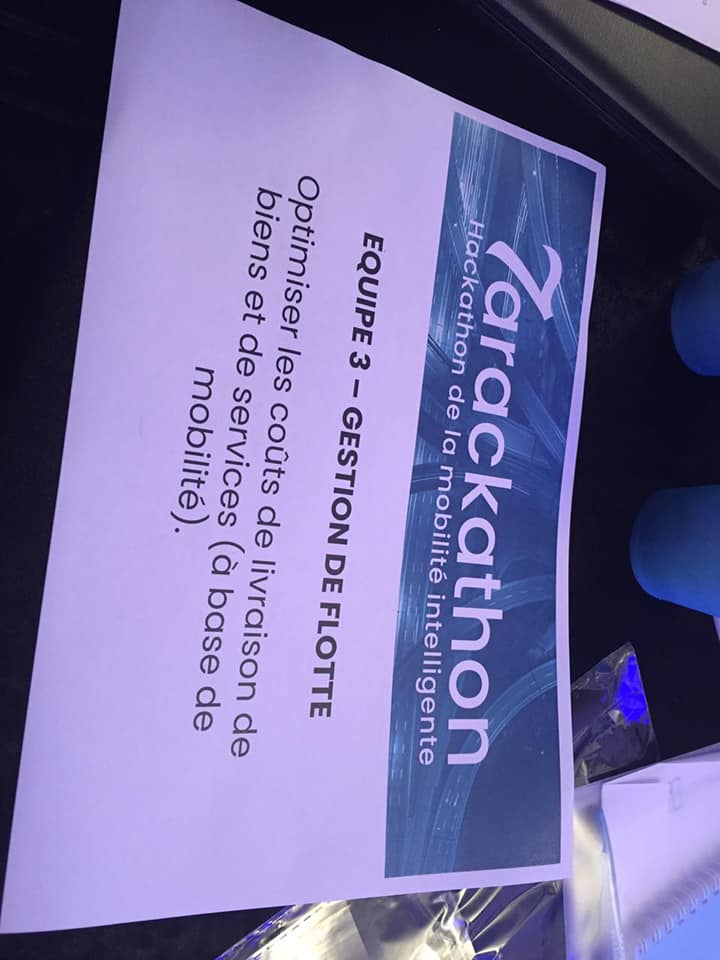 7arackathon
Hackathon de la mobilité intelligente
EQUIPE 3 – GESTION DE FLOTTE
Optimiser les coûts de livraison de
biens et de services (à base de
mobilité).